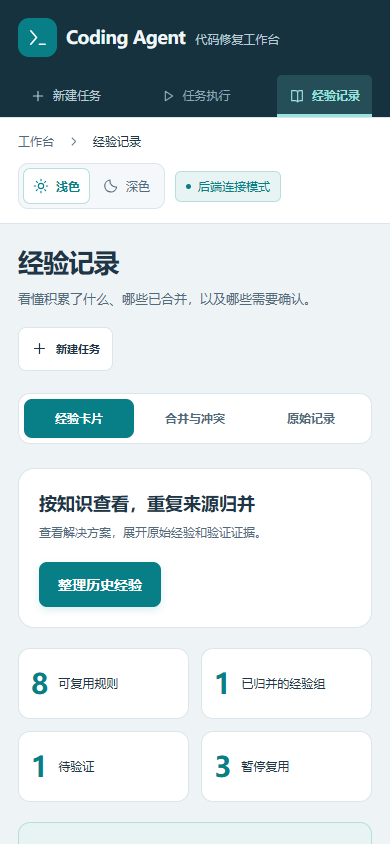 Coding Agent 代码修复工作台
新建任务
任务执行
经验记录
工作台 > 经验记录
浅色
深色
后端连接模式
经验记录
看懂积累了什么、哪些已合并，以及哪些需要确认。
新建任务
经验卡片
合并与冲突
原始记录
按知识查看，重复来源归并
查看解决方案，展开原始经验和验证证据。
整理历史经验
8 可复用规则
1 已归并的经验组
1 待验证
3 暂停复用